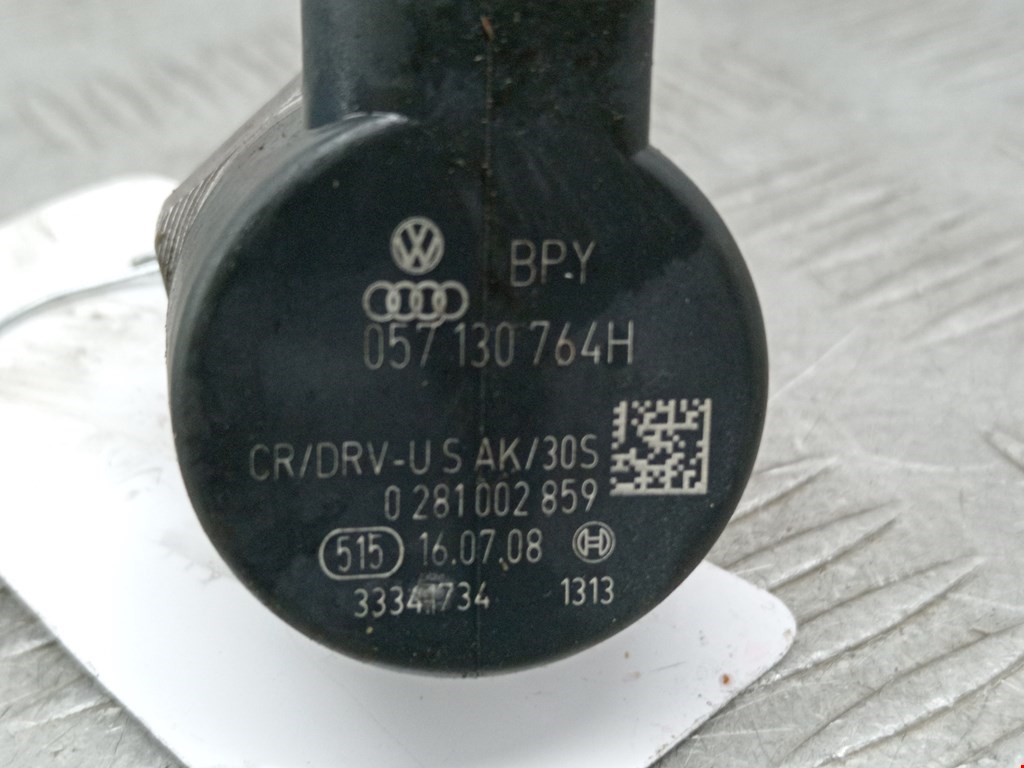 BP-Y
057 130 764H
CR/DRV-U S AK/30S
0 281 002 859
515 16.07.08
33341734 1313